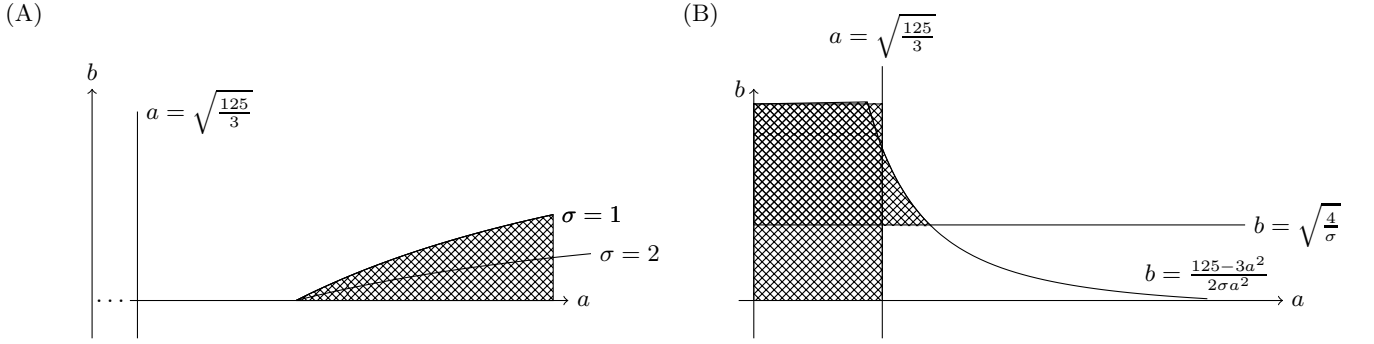 (A)
b
a = √(125/3)
σ = 1
σ = 2
· · ·
a
(B)
a = √(125/3)
b
b = √(4/σ)
b = (125−3a²)/(2σa²)
a